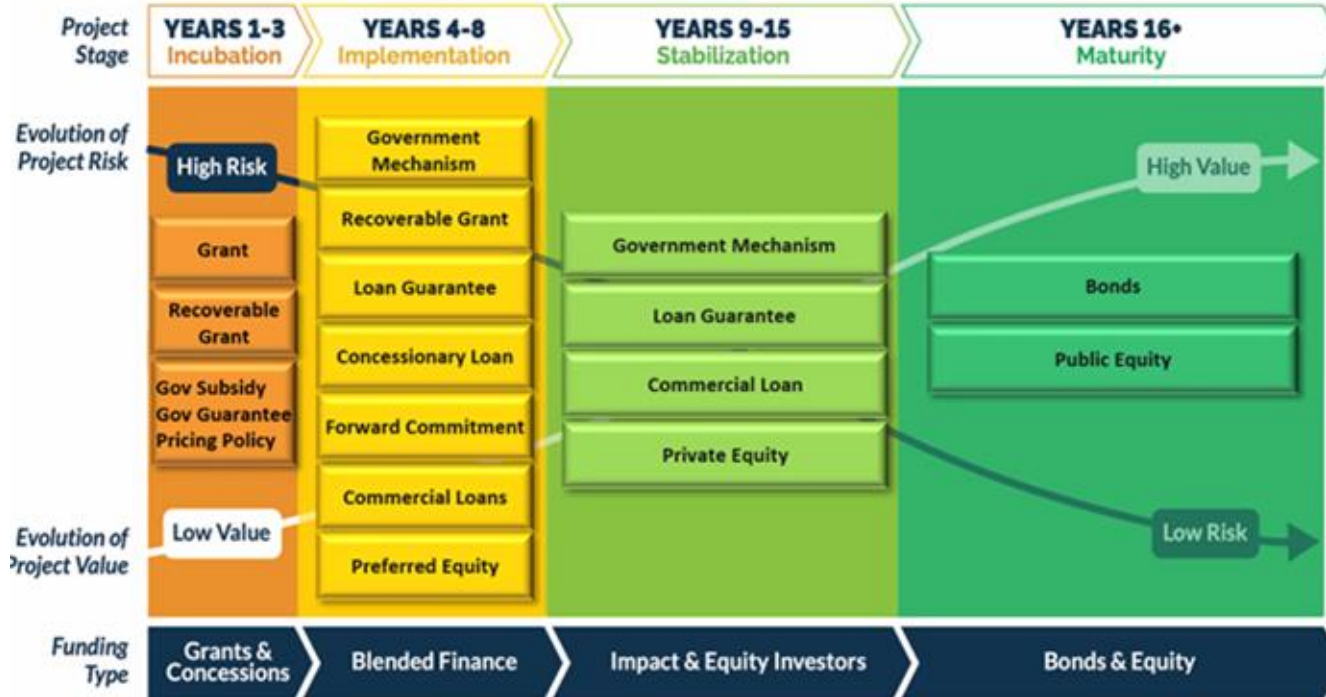 Project
Stage
YEARS 1-3
Incubation
YEARS 4-8
Implementation
YEARS 9-15
Stabilization
YEARS 16+
Maturity
Evolution of
Project Risk
High Risk
Grant
Recoverable
Grant
Gov Subsidy
Gov Guarantee
Pricing Policy
Low Value
Government
Mechanism
Recoverable Grant
Loan Guarantee
Concessionary Loan
Forward Commitment
Commercial Loans
Preferred Equity
Government Mechanism
Loan Guarantee
Commercial Loan
Private Equity
High Value
Bonds
Public Equity
Low Risk
Evolution of
Project Value
Funding
Type
Grants &
Concessions
Blended Finance
Impact & Equity Investors
Bonds & Equity